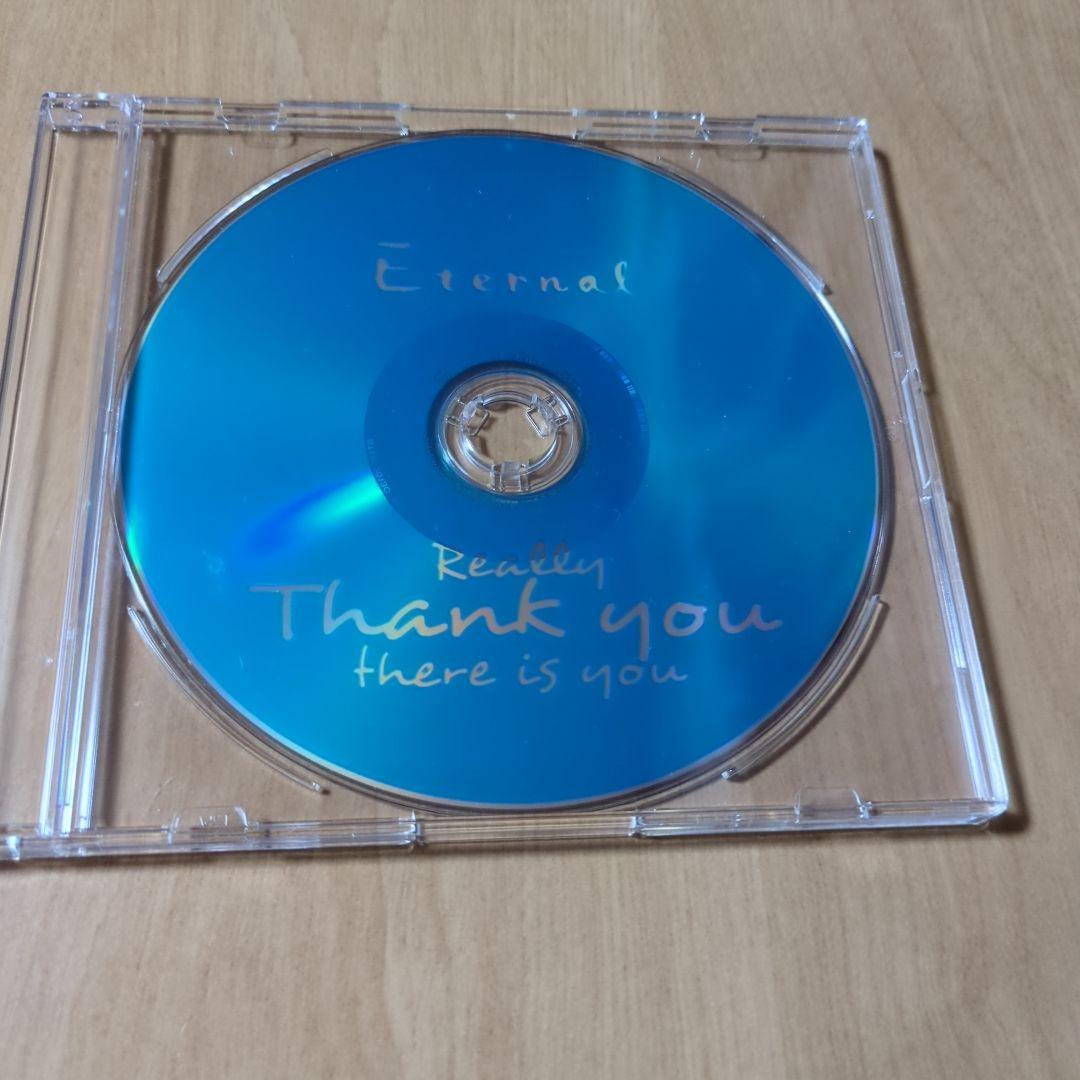 Eternal
Really
Thank you
there is you